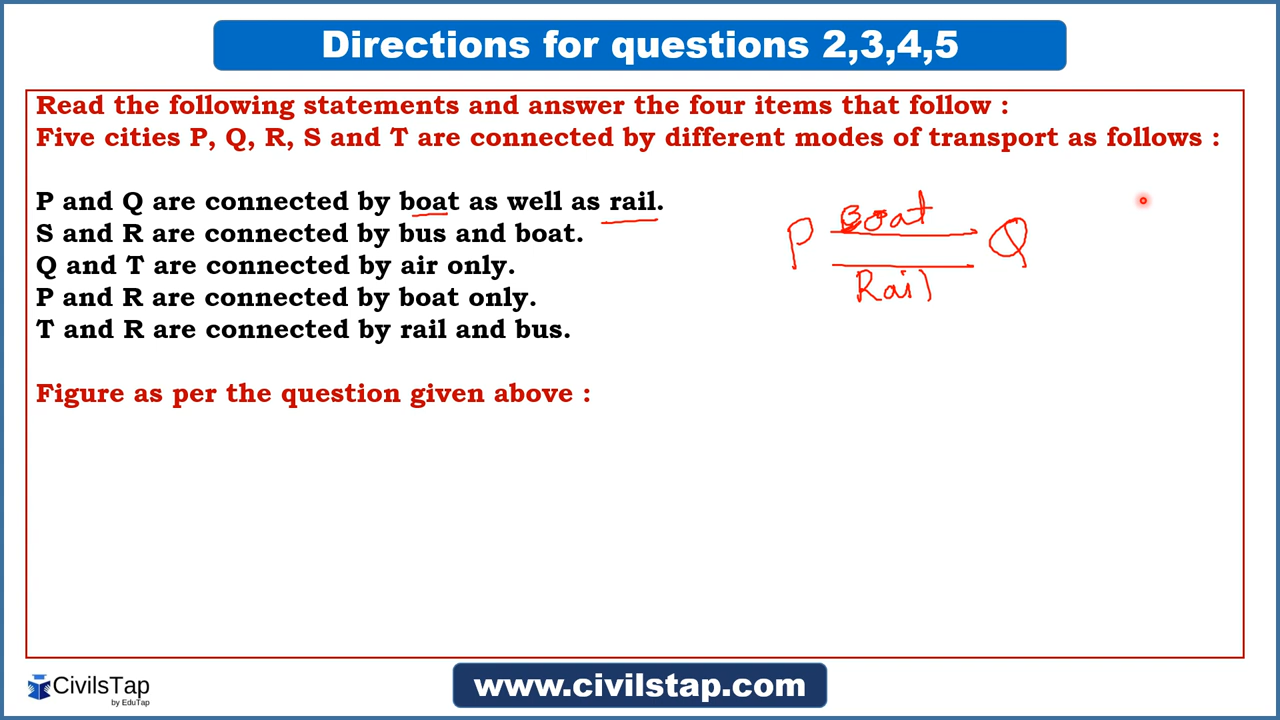 Directions for questions 2,3,4,5
Read the following statements and answer the four items that follow :
Five cities P, Q, R, S and T are connected by different modes of transport as follows :
P and Q are connected by boat as well as rail.
S and R are connected by bus and boat.
Q and T are connected by air only.
P and R are connected by boat only.
T and R are connected by rail and bus.
Boat
P Q
Rail
Figure as per the question given above :
CivilsTap
by EduTap
www.civilstap.com